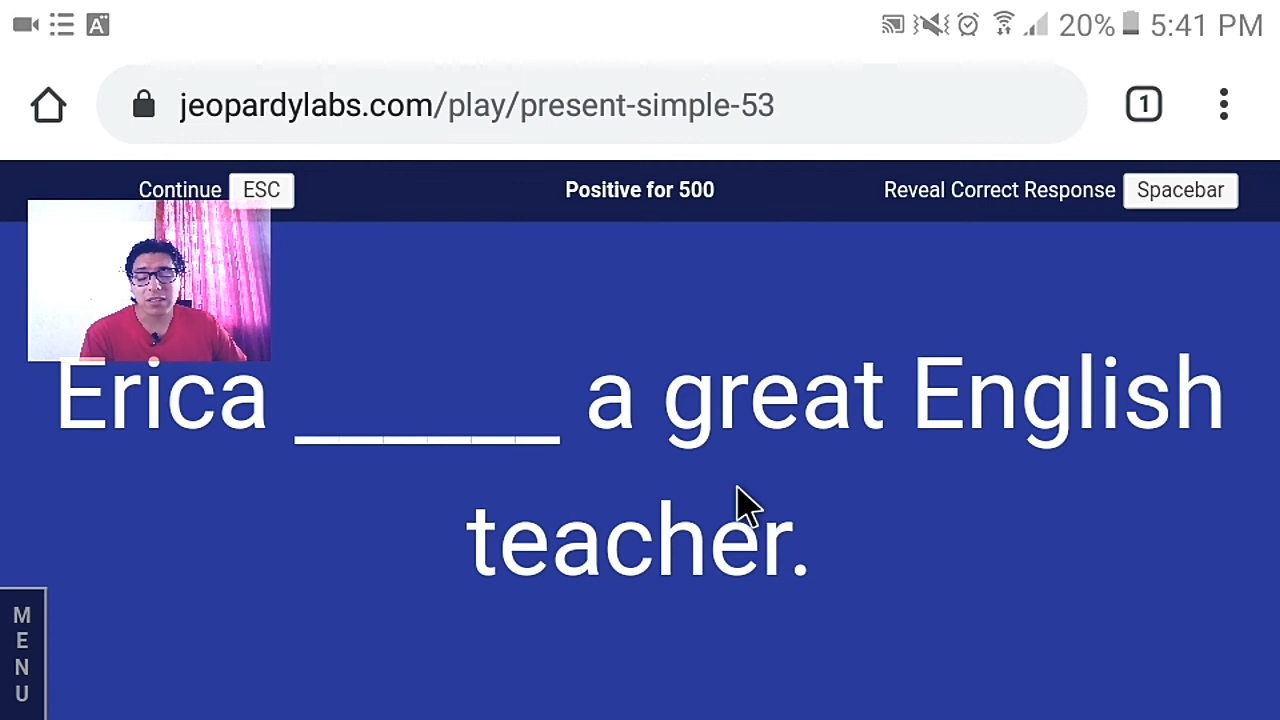 20% 5:41 PM
jeopardylabs.com/play/present-simple-53
1
Continue ESC Positive for 500 Reveal Correct Response Spacebar
Erica ______ a great English
teacher.
M
E
N
U